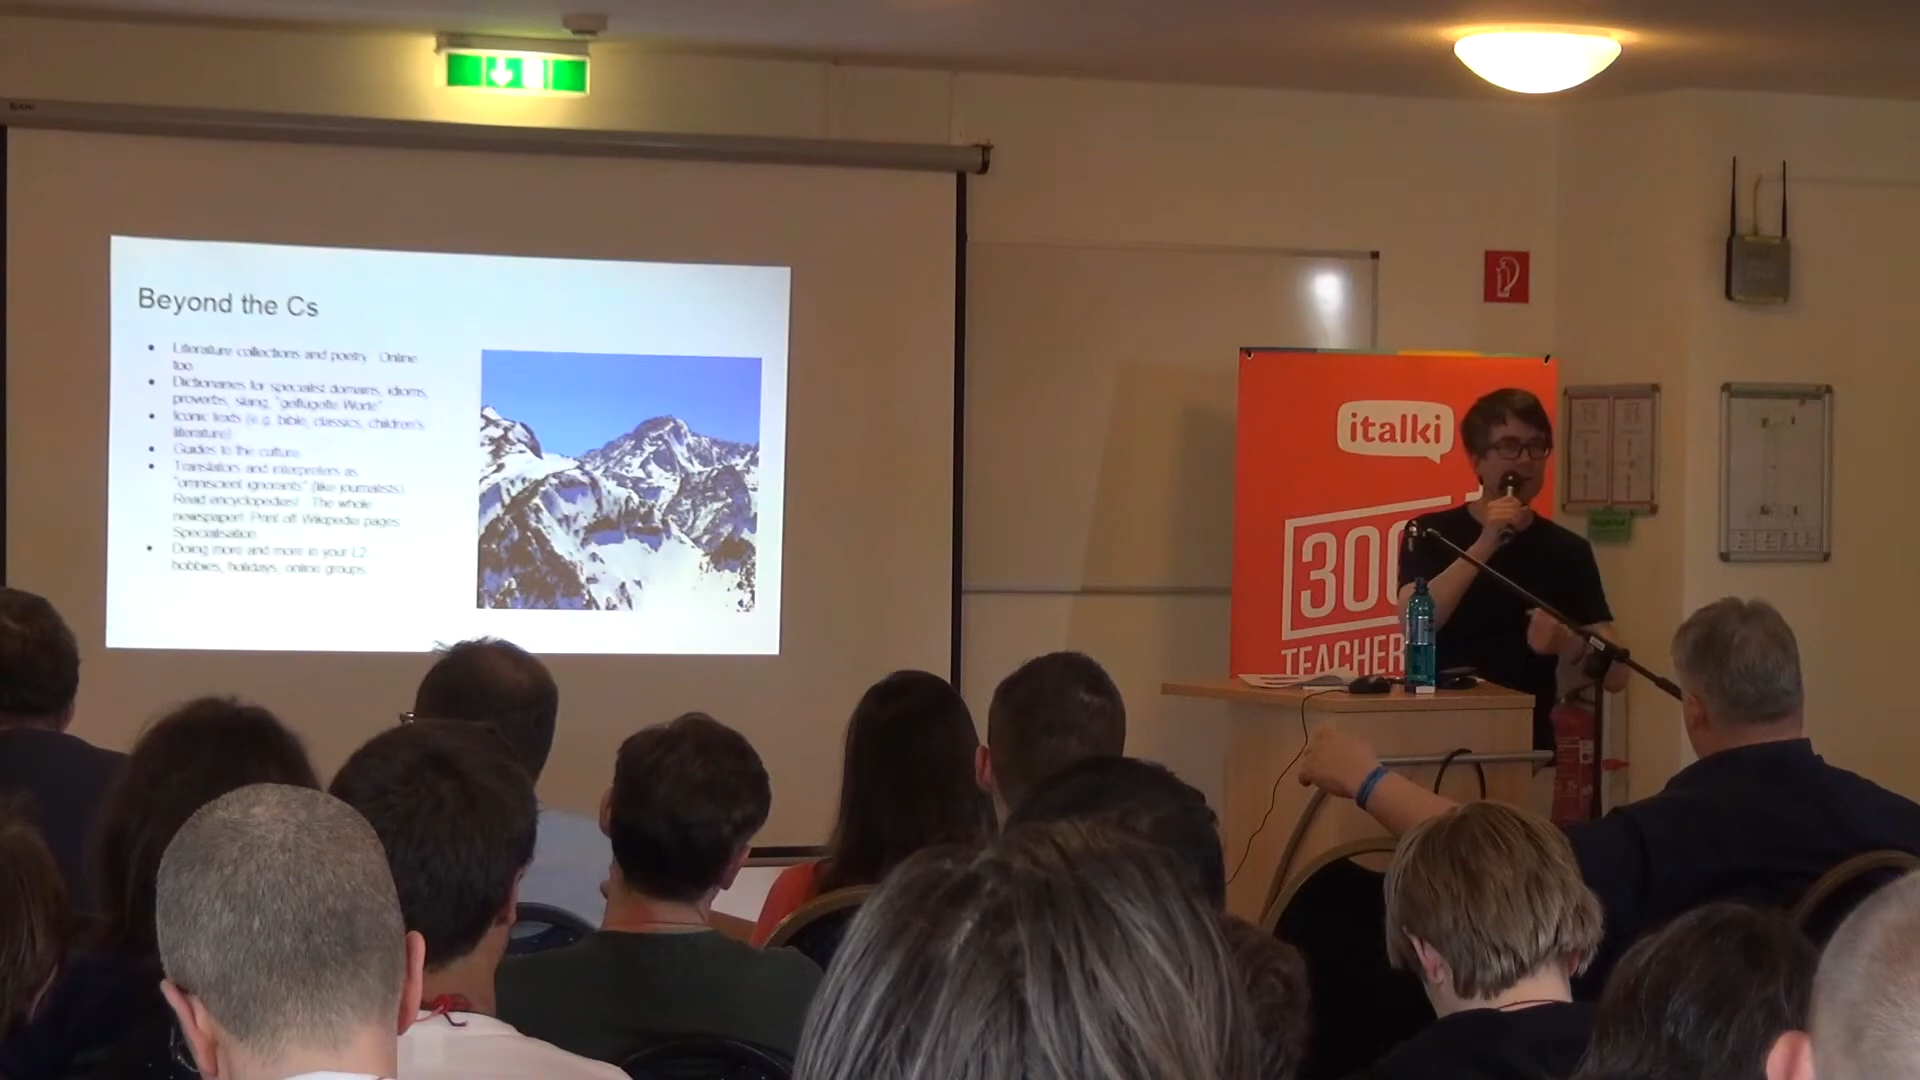 Beyond the Cs
Literature collections and poetry. Online
too
Dictionaries for specialist domains, idioms,
proverbs, slang, "geflugelte Worte"
Iconic texts (e.g. bible, classics, children's
literature)
Guides to the culture
Translators and interpreters as
"omniscient ignorants" (like journalists)
Read encyclopedias! The whole
newspaper! Print off Wikipedia pages
Specialisation
Doing more and more in your L2
hobbies, holidays, online groups
italki
300
TEACHER